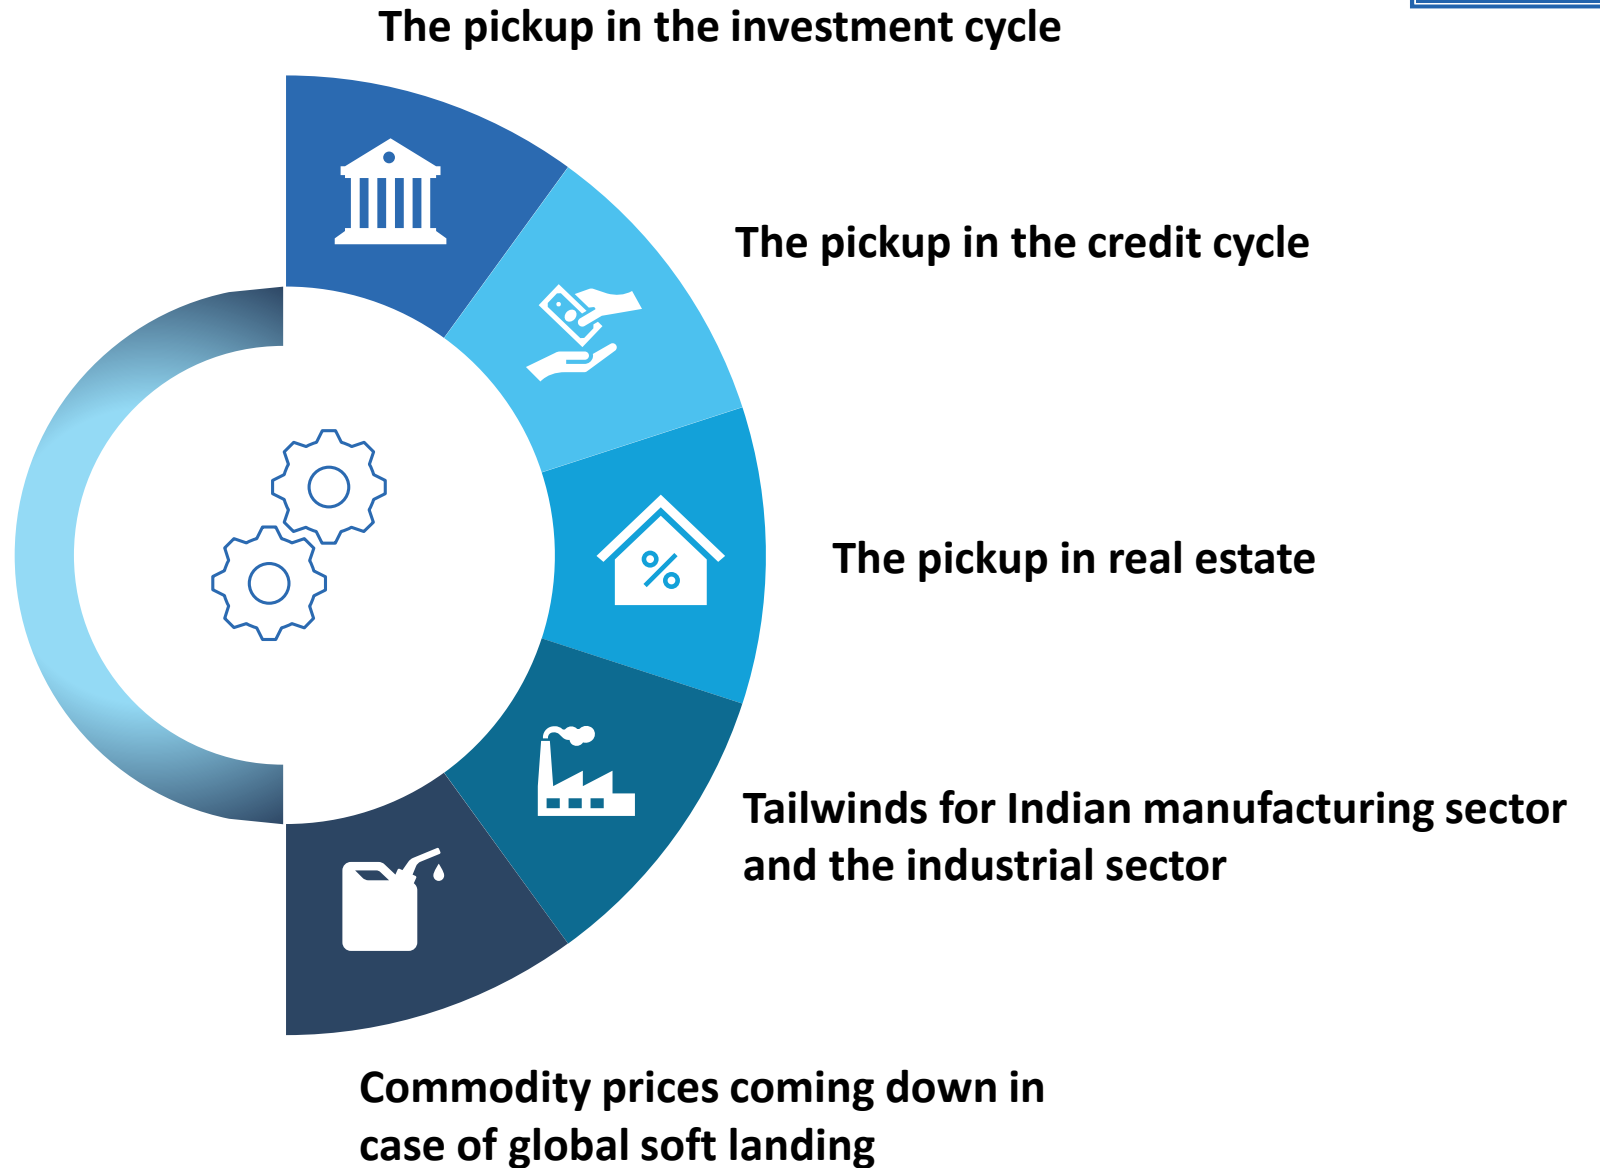 The pickup in the investment cycle
The pickup in the credit cycle
%
The pickup in real estate
Tailwinds for Indian manufacturing sector
and the industrial sector
Commodity prices coming down in
case of global soft landing